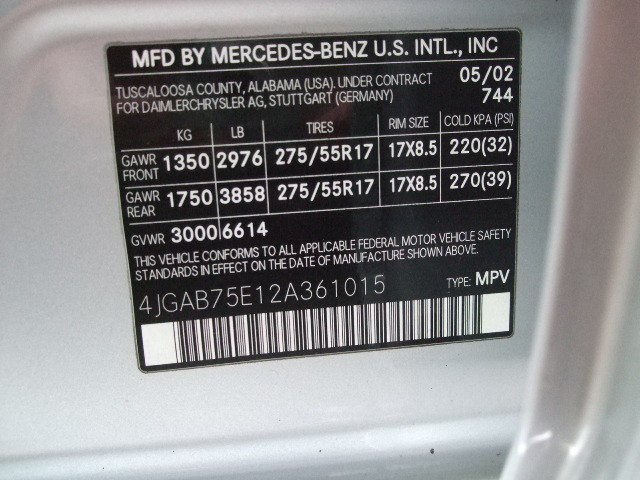 MFD BY MERCEDES-BENZ U.S. INTL., INC
TUSCALOOSA COUNTY, ALABAMA (USA). UNDER CONTRACT 05/02
FOR DAIMLERCHRYSLER AG, STUTTGART (GERMANY) 744
KG LB TIRES RIM SIZE COLD KPA (PSI)
GAWR FRONT 1350 2976 275/55R17 17X8.5 220(32)
GAWR REAR 1750 3858 275/55R17 17X8.5 270(39)
GVWR 3000 6614
THIS VEHICLE CONFORMS TO ALL APPLICABLE FEDERAL MOTOR VEHICLE SAFETY
STANDARDS IN EFFECT ON THE DATE OF MANUFACTURE SHOWN ABOVE.
4JGAB75E12A361015 TYPE: MPV